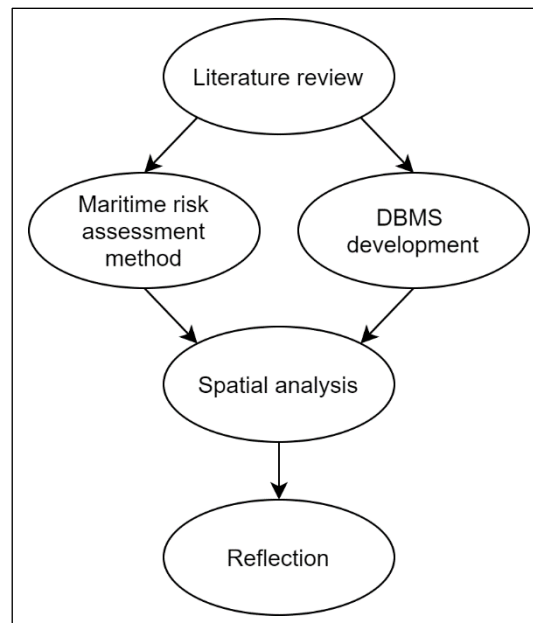 Literature review
Maritime risk
assessment
method
DBMS
development
Spatial analysis
Reflection